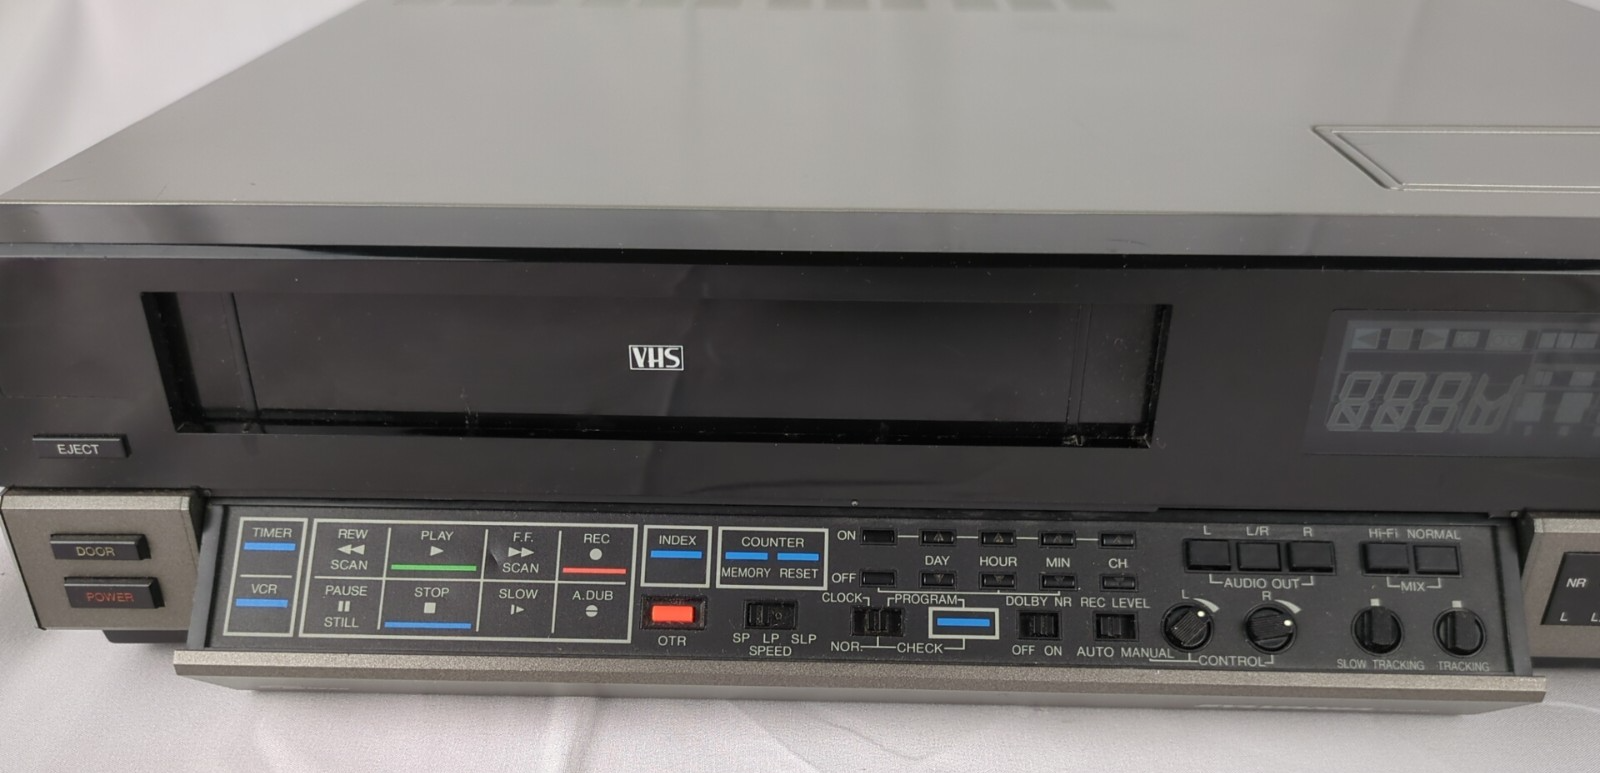 VHS
EJECT
DOOR
POWER
TIMER
VCR
REW
SCAN
PLAY
F.F.
SCAN
REC
PAUSE
STILL
STOP
SLOW
A.DUB
INDEX
COUNTER
MEMORY RESET
OTR
SP LP SLP
SPEED
ON
DAY HOUR MIN CH
OFF
CLOCK PROGRAM
NOR. CHECK
DOLBY NR
OFF ON
REC LEVEL
AUTO MANUAL
L L/R R
AUDIO OUT
L R
CONTROL
Hi-Fi NORMAL
MIX
SLOW TRACKING
TRACKING
NR
L